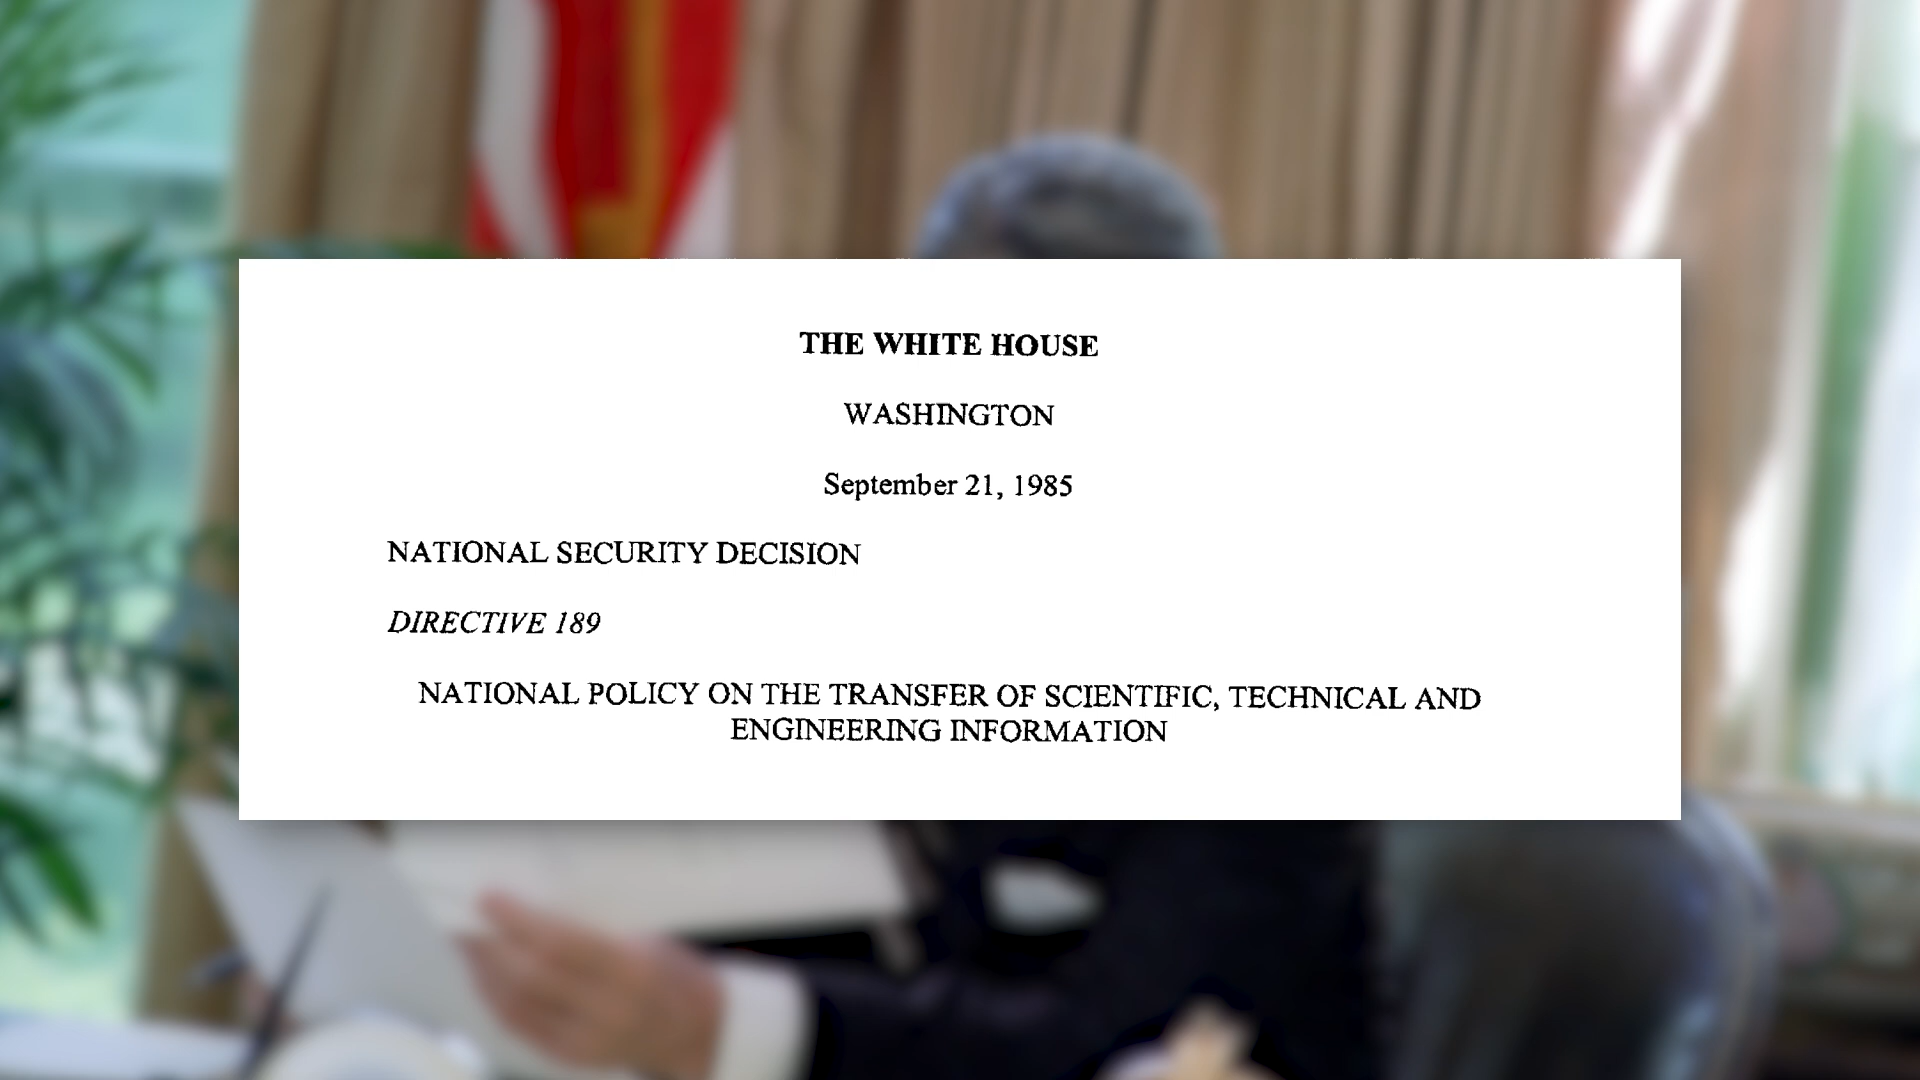 THE WHITE HOUSE
WASHINGTON
September 21, 1985
NATIONAL SECURITY DECISION
DIRECTIVE 189
NATIONAL POLICY ON THE TRANSFER OF SCIENTIFIC, TECHNICAL AND
ENGINEERING INFORMATION